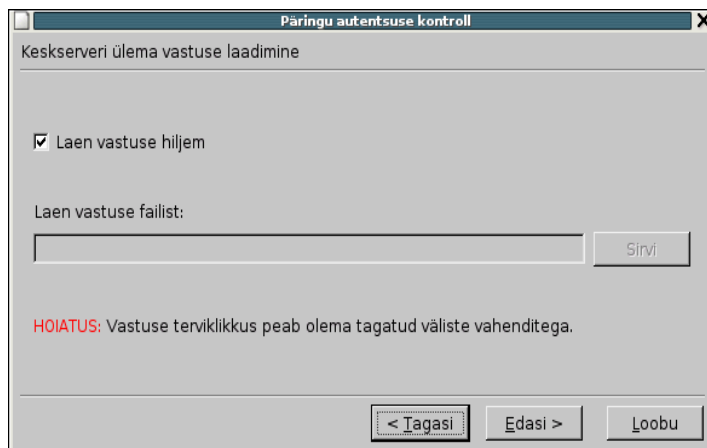 Päringu autentsuse kontroll
Keskserveri ülema vastuse laadimine
Laen vastuse hiljem
Laen vastuse failist:
Sirvi
HOIATUS: Vastuse terviklikkus peab olema tagatud väliste vahenditega.
< Tagasi Edasi > Loobu